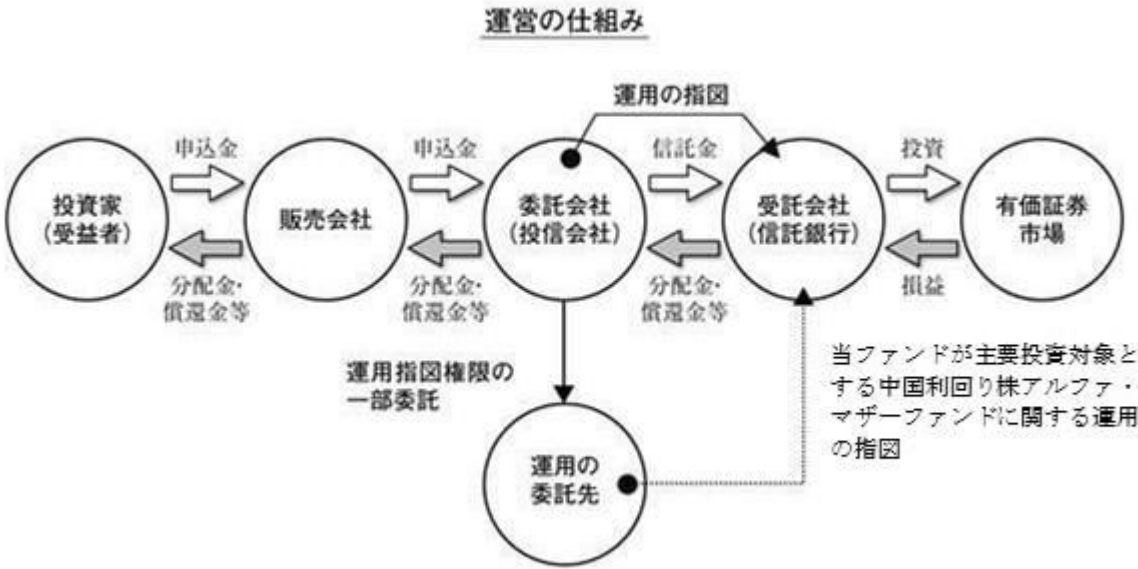 運営の仕組み
運用の指図
申込金
申込金
信託金
投資
投資家
(受益者)
販売会社
委託会社
(投信会社)
受託会社
(信託銀行)
有価証券
市場
分配金・
償還金等
分配金・
償還金等
分配金・
償還金等
損益
運用指図権限の
一部委託
当ファンドが主要投資対象と
する中国利回り株アルファ・
マザーファンドに関する運用
の指図
運用の
委託先